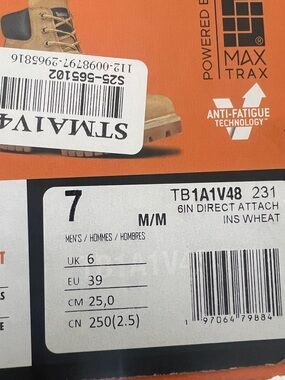 POWERED B
MAX
TRAX
ANTI-FATIGUE
TECHNOLOGY
112-0098797-2965816
S25-565102
STMA1V4
7
M/M
TB1A1V48 231
6IN DIRECT ATTACH
INS WHEAT
MEN'S / HOMMES / HOMBRES
UK 6
EU 39
CM 25,0
CN 250(2.5)
1 97064 79884